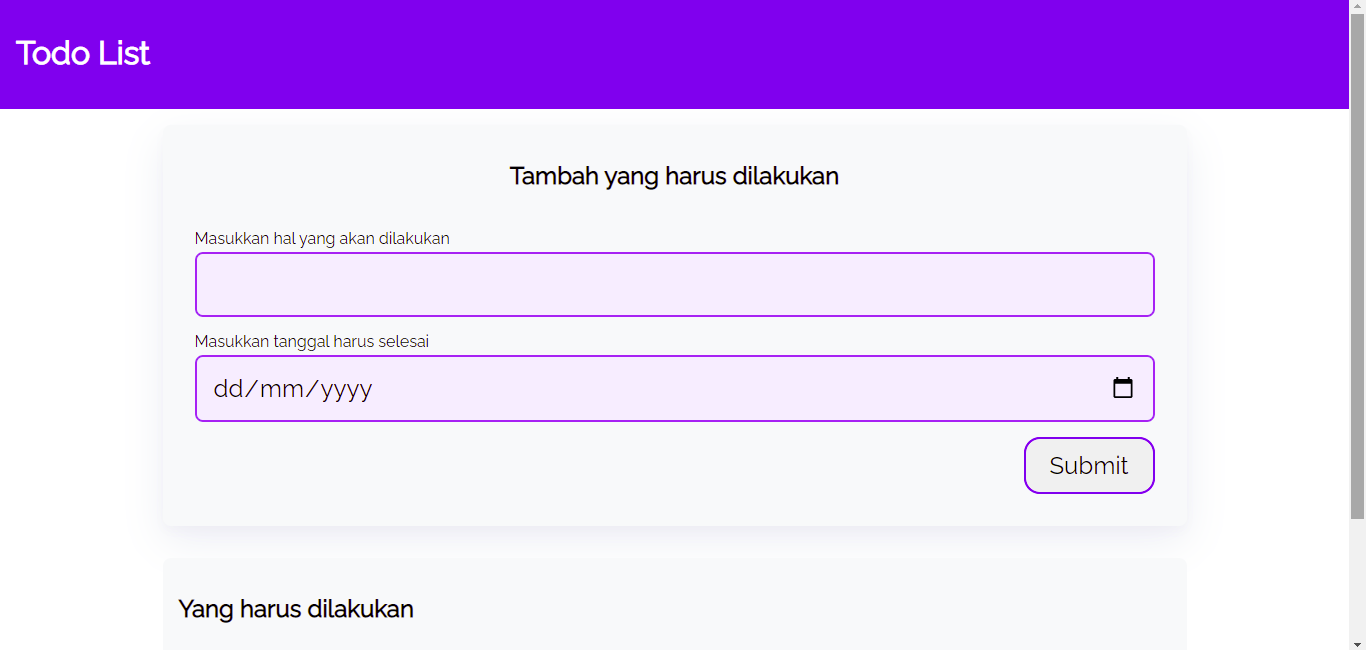 Todo List
Tambah yang harus dilakukan
Masukkan hal yang akan dilakukan
Masukkan tanggal harus selesai
dd/mm/yyyy
Submit
Yang harus dilakukan